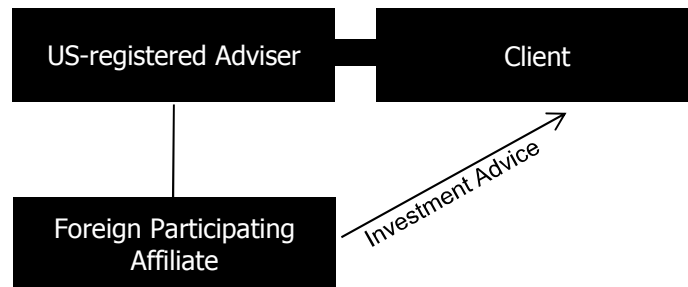 US-registered Adviser
Client
Investment Advice
Foreign Participating
Affiliate